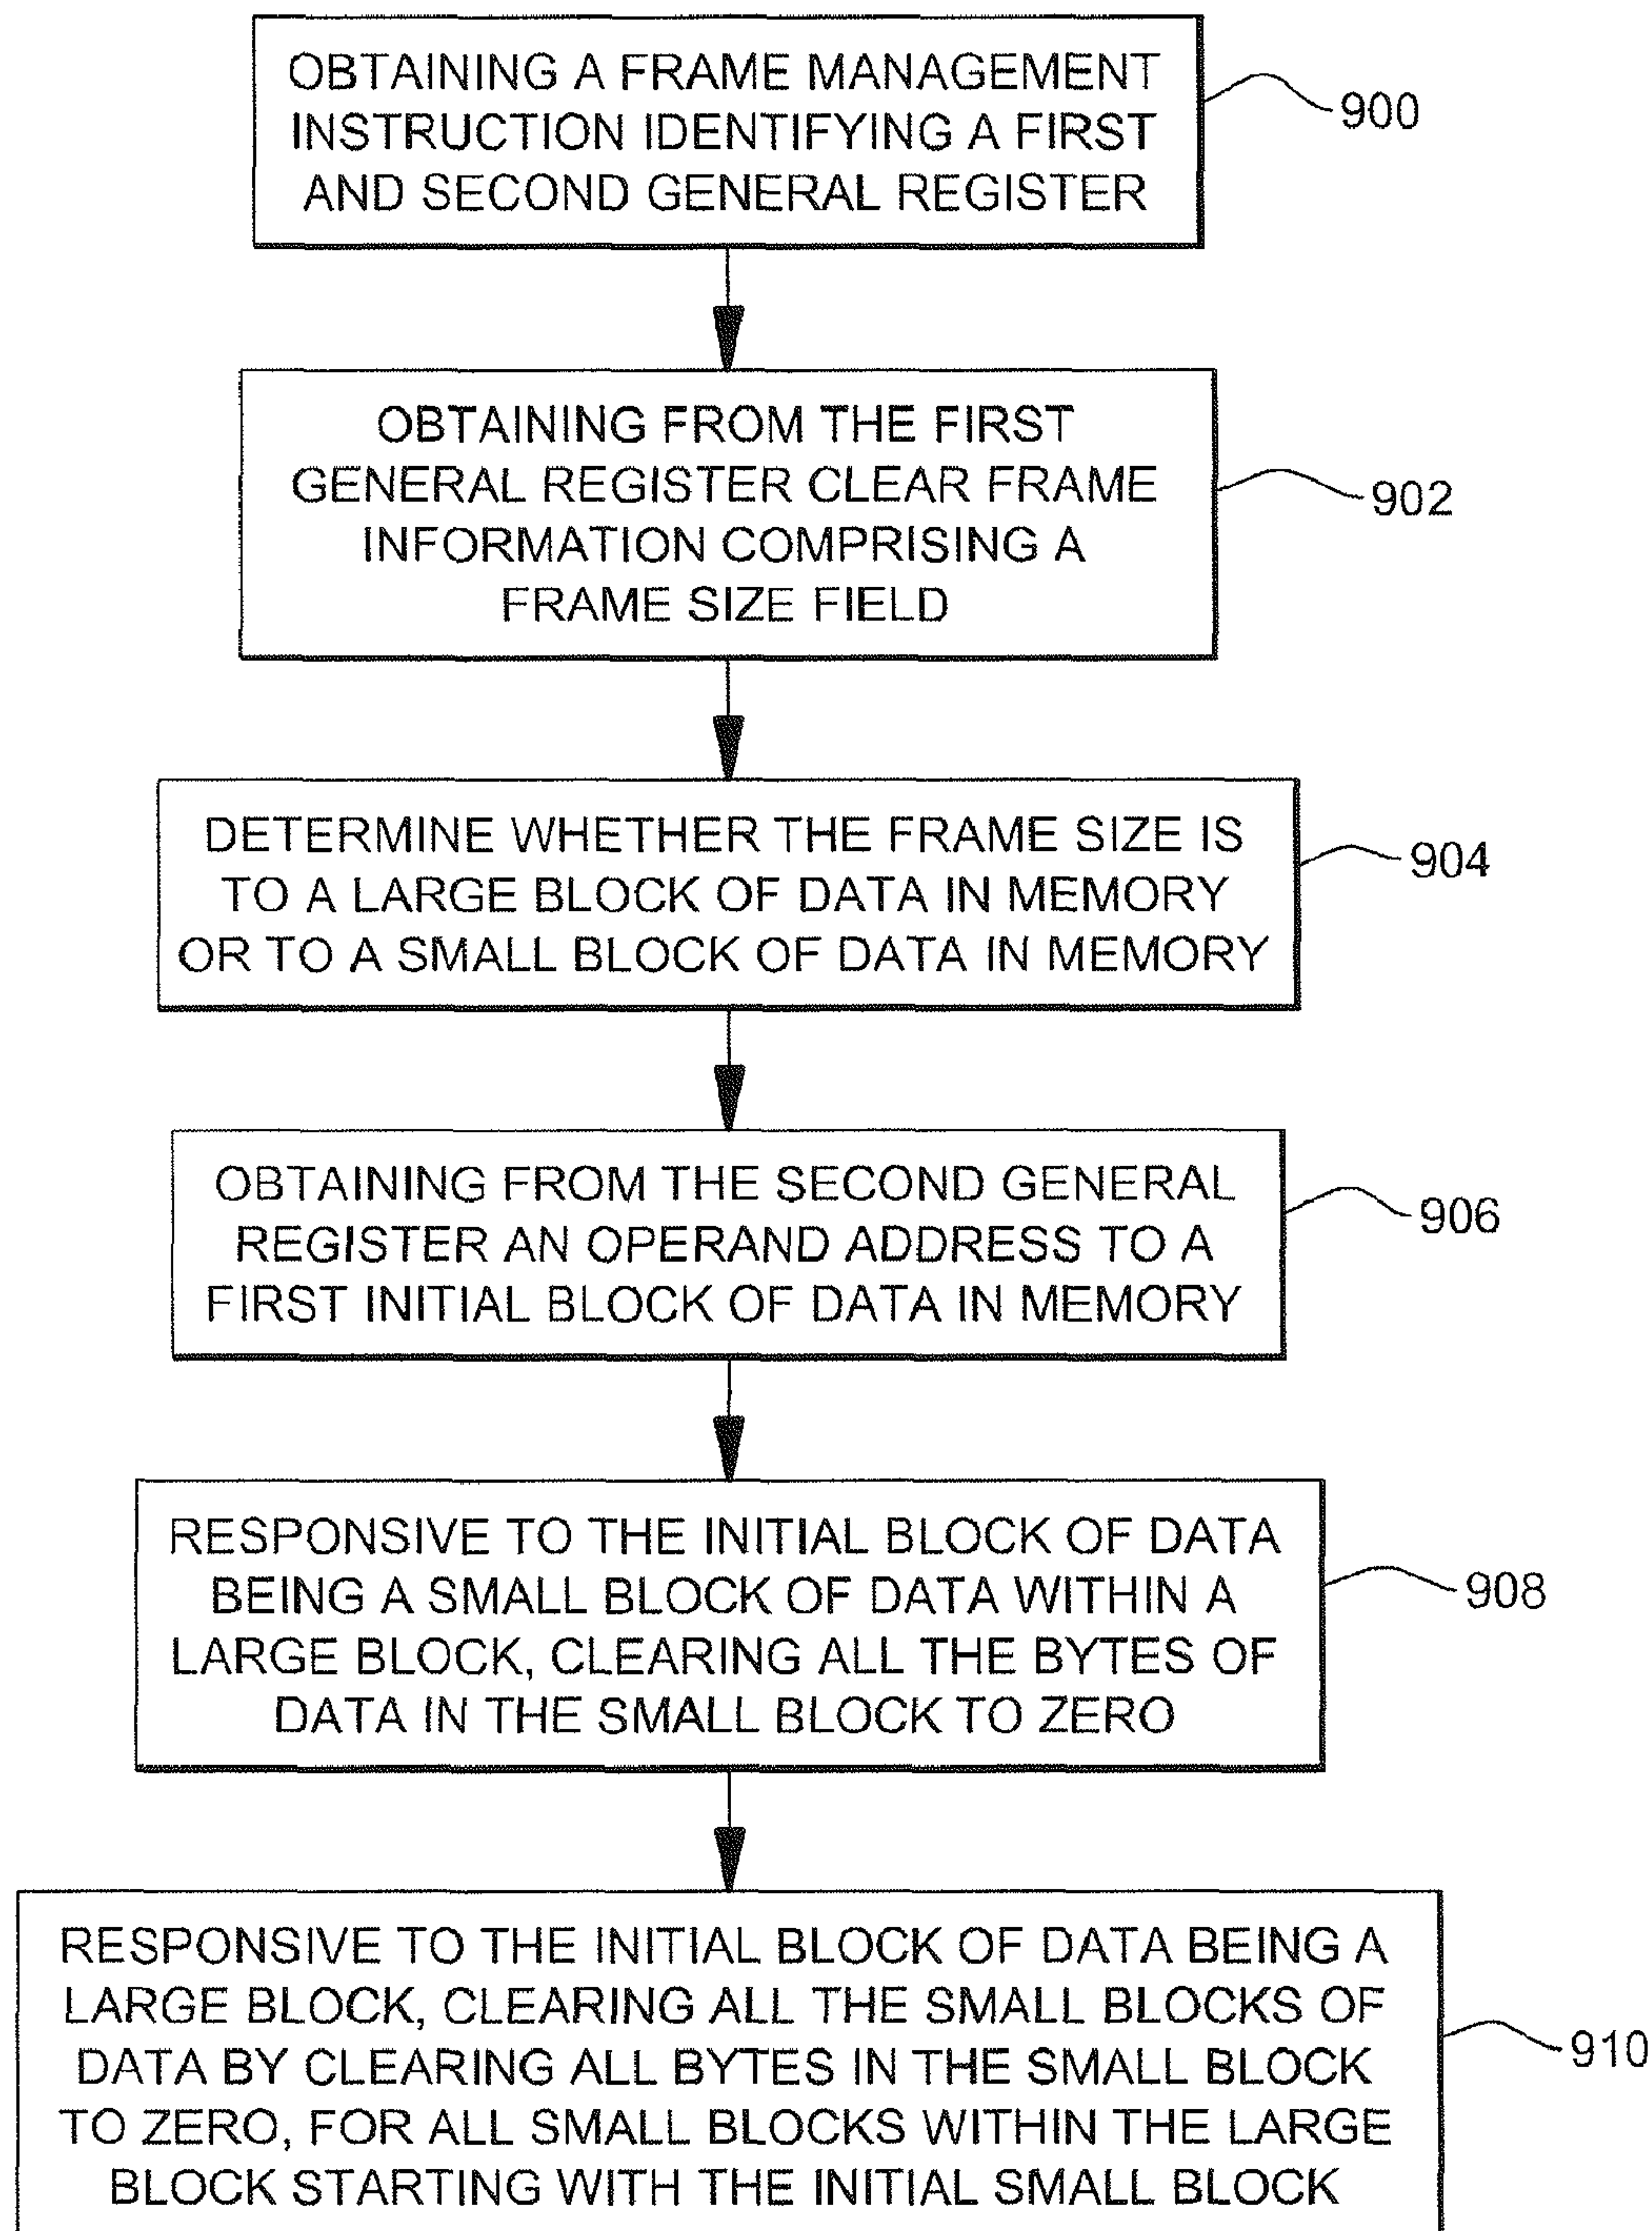 OBTAINING A FRAME MANAGEMENT
INSTRUCTION IDENTIFYING A FIRST
AND SECOND GENERAL REGISTER
900
OBTAINING FROM THE FIRST
GENERAL REGISTER CLEAR FRAME
INFORMATION COMPRISING A
FRAME SIZE FIELD
902
DETERMINE WHETHER THE FRAME SIZE IS
TO A LARGE BLOCK OF DATA IN MEMORY
OR TO A SMALL BLOCK OF DATA IN MEMORY
904
OBTAINING FROM THE SECOND GENERAL
REGISTER AN OPERAND ADDRESS TO A
FIRST INITIAL BLOCK OF DATA IN MEMORY
906
RESPONSIVE TO THE INITIAL BLOCK OF DATA
BEING A SMALL BLOCK OF DATA WITHIN A
LARGE BLOCK, CLEARING ALL THE BYTES OF
DATA IN THE SMALL BLOCK TO ZERO
908
RESPONSIVE TO THE INITIAL BLOCK OF DATA BEING A
LARGE BLOCK, CLEARING ALL THE SMALL BLOCKS OF
DATA BY CLEARING ALL BYTES IN THE SMALL BLOCK
TO ZERO, FOR ALL SMALL BLOCKS WITHIN THE LARGE
BLOCK STARTING WITH THE INITIAL SMALL BLOCK
910